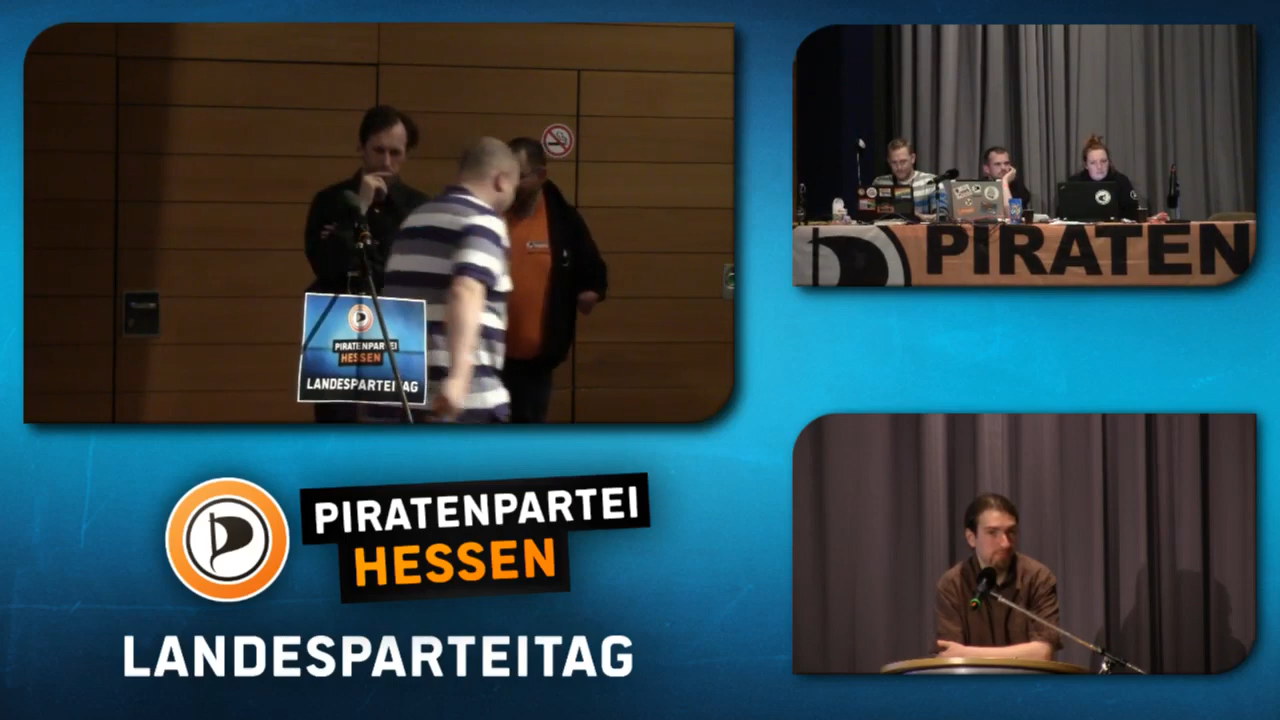 PIRATENPARTEI
HESSEN
LANDESPARTEITAG
PIRATEN
PIRATENPARTEI
HESSEN
LANDESPARTEITAG